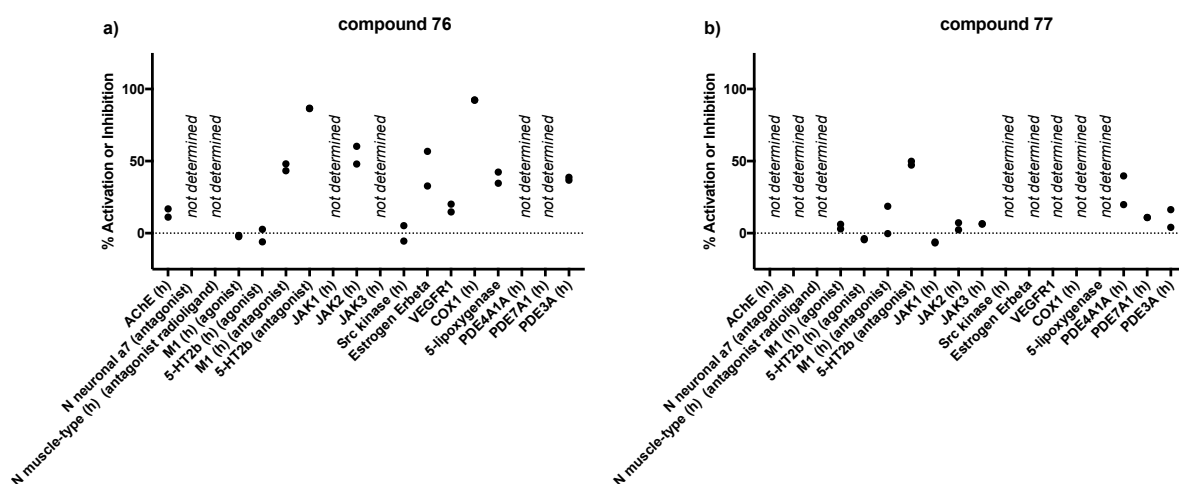 a)
compound 76
% Activation or Inhibition
100
50
0
not determined
not determined
not determined
not determined
not determined
not determined
AChE (h)
N neuronal a7 (antagonist)
N muscle-type (h) (antagonist radioligand)
M1 (h) (agonist)
5-HT2b (h) (agonist)
M1 (h) (antagonist)
5-HT2b (antagonist)
JAK1 (h)
JAK2 (h)
JAK3 (h)
Src kinase (h)
Estrogen Erbeta
VEGFR1
COX1 (h)
5-lipoxygenase
PDE4A1A (h)
PDE7A1 (h)
PDE3A (h)
b)
compound 77
% Activation or Inhibition
100
50
0
not determined
not determined
not determined
not determined
not determined
not determined
not determined
not determined
AChE (h)
N neuronal a7 (antagonist)
N muscle-type (h) (antagonist radioligand)
M1 (h) (agonist)
5-HT2b (h) (agonist)
M1 (h) (antagonist)
5-HT2b (antagonist)
JAK1 (h)
JAK2 (h)
JAK3 (h)
Src kinase (h)
Estrogen Erbeta
VEGFR1
COX1 (h)
5-lipoxygenase
PDE4A1A (h)
PDE7A1 (h)
PDE3A (h)